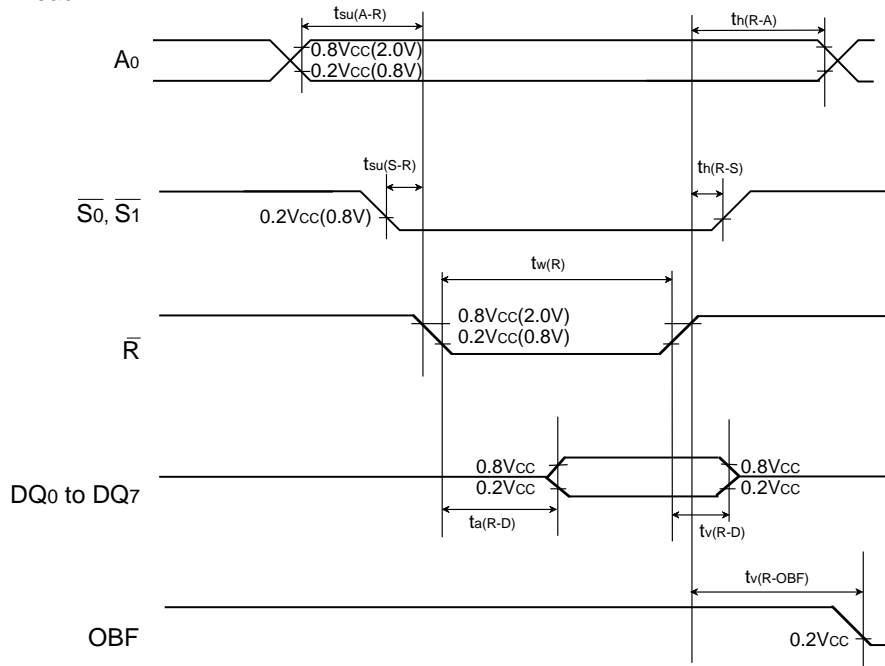 tsu(A-R)
th(R-A)
A0
0.8VCC(2.0V)
0.2VCC(0.8V)
tsu(S-R)
th(R-S)
S0, S1
0.2VCC(0.8V)
tw(R)
0.8VCC(2.0V)
0.2VCC(0.8V)
R
0.8VCC
0.8VCC
DQ0 to DQ7
0.2VCC
0.2VCC
ta(R-D)
tv(R-D)
tv(R-OBF)
OBF
0.2VCC